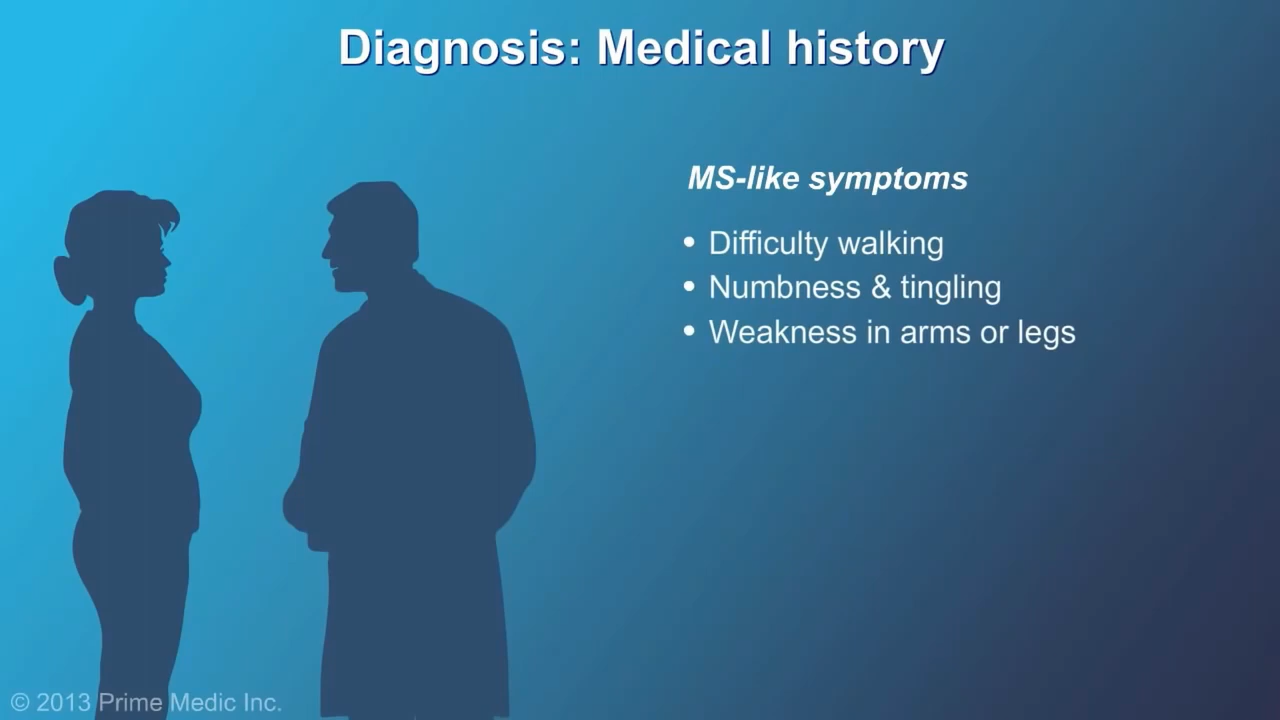 Diagnosis: Medical history
MS-like symptoms
• Difficulty walking
• Numbness & tingling
• Weakness in arms or legs
© 2013 Prime Medic Inc.